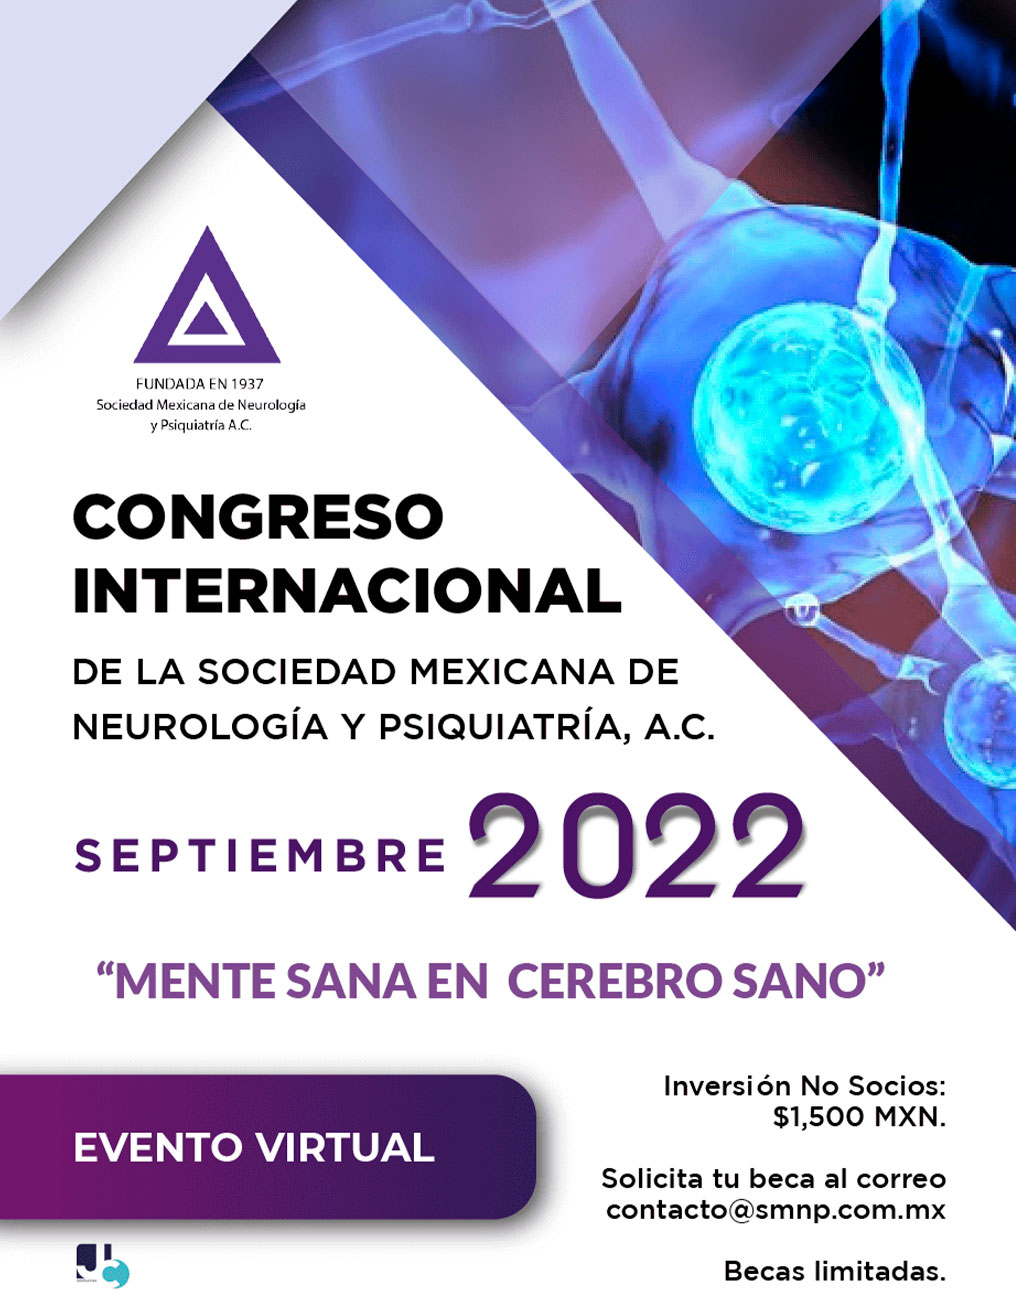 FUNDADA EN 1937
Sociedad Mexicana de Neurología
y Psiquiatría A.C.
CONGRESO
INTERNACIONAL
DE LA SOCIEDAD MEXICANA DE
NEUROLOGÍA Y PSIQUIATRÍA, A.C.
SEPTIEMBRE 2022
“MENTE SANA EN CEREBRO SANO”
EVENTO VIRTUAL
Inversión No Socios:
$1,500 MXN.
Solicita tu beca al correo
contacto@smnp.com.mx
Becas limitadas.